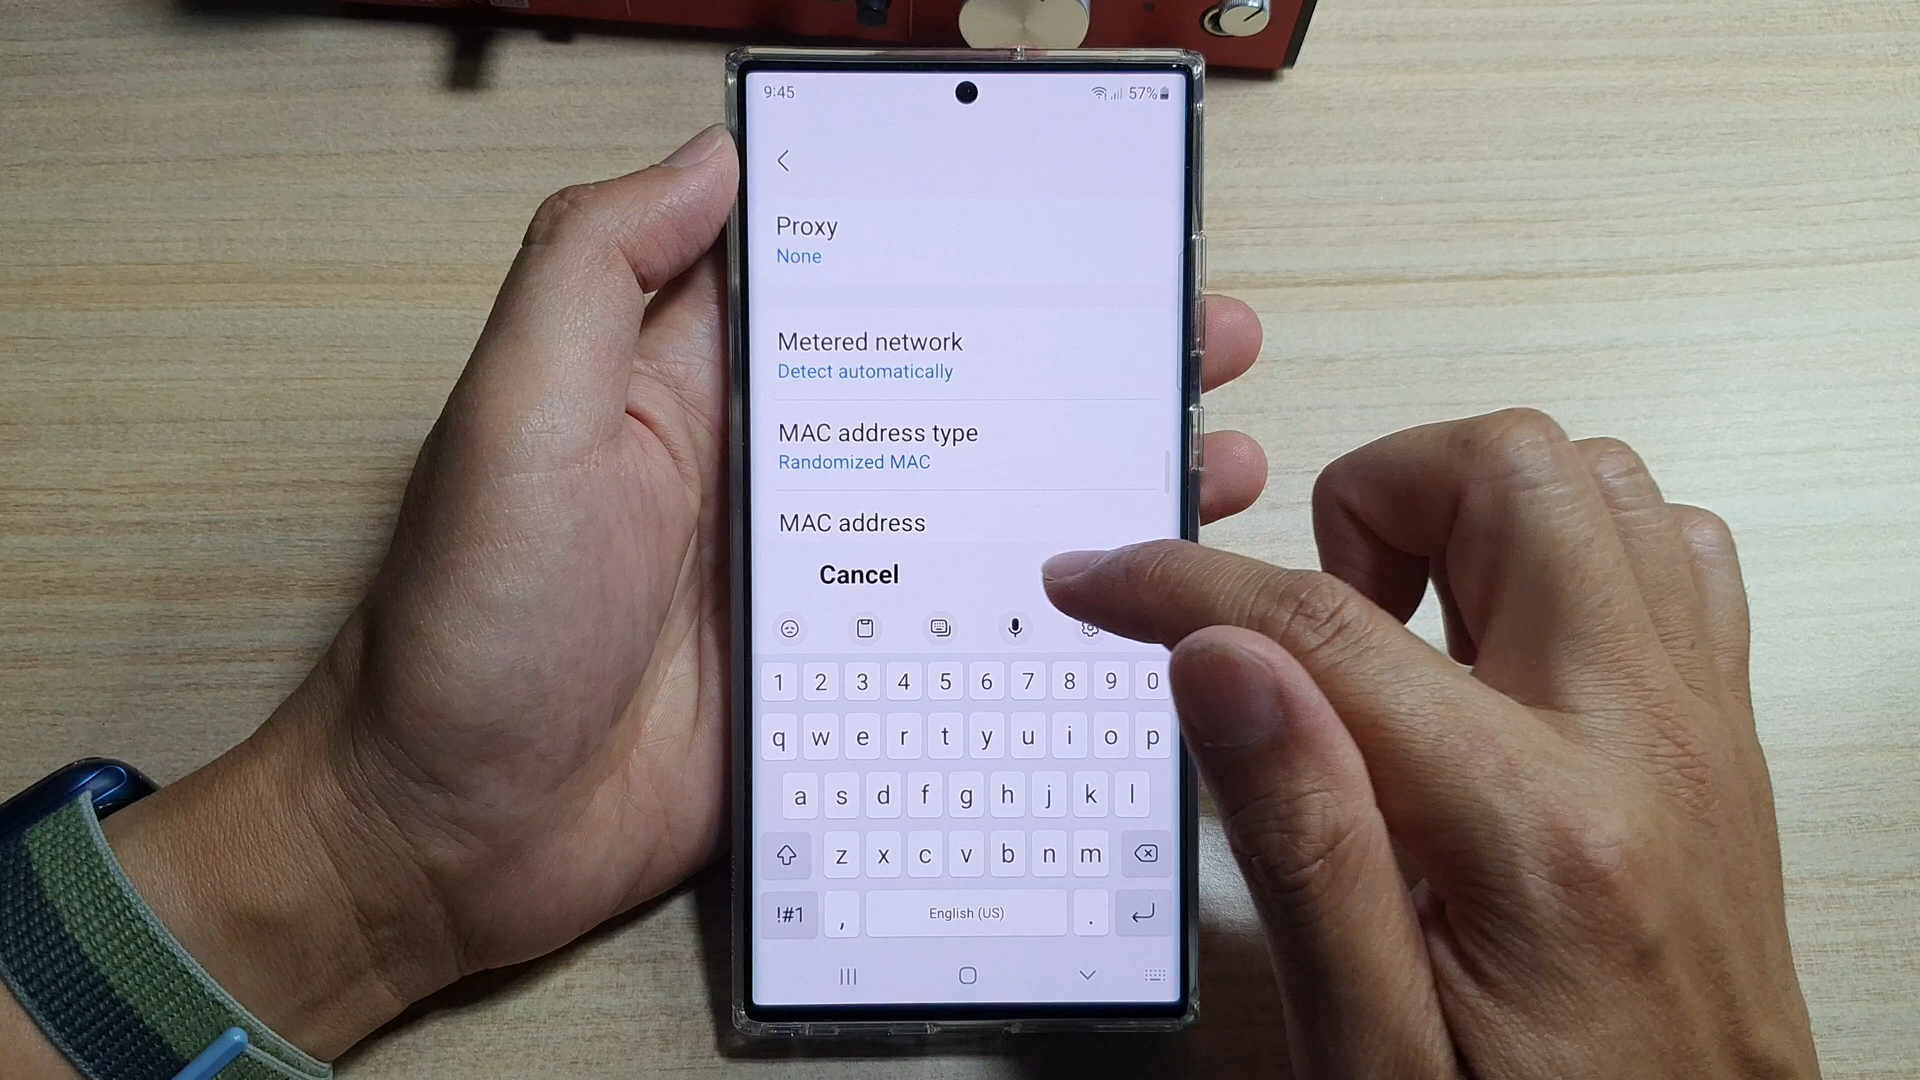 9:45
57%
Proxy
None
Metered network
Detect automatically
MAC address type
Randomized MAC
MAC address
Cancel
1 2 3 4 5 6 7 8 9 0
q w e r t y u i o p
a s d f g h j k l
z x c v b n m
!#1 , English (US) .